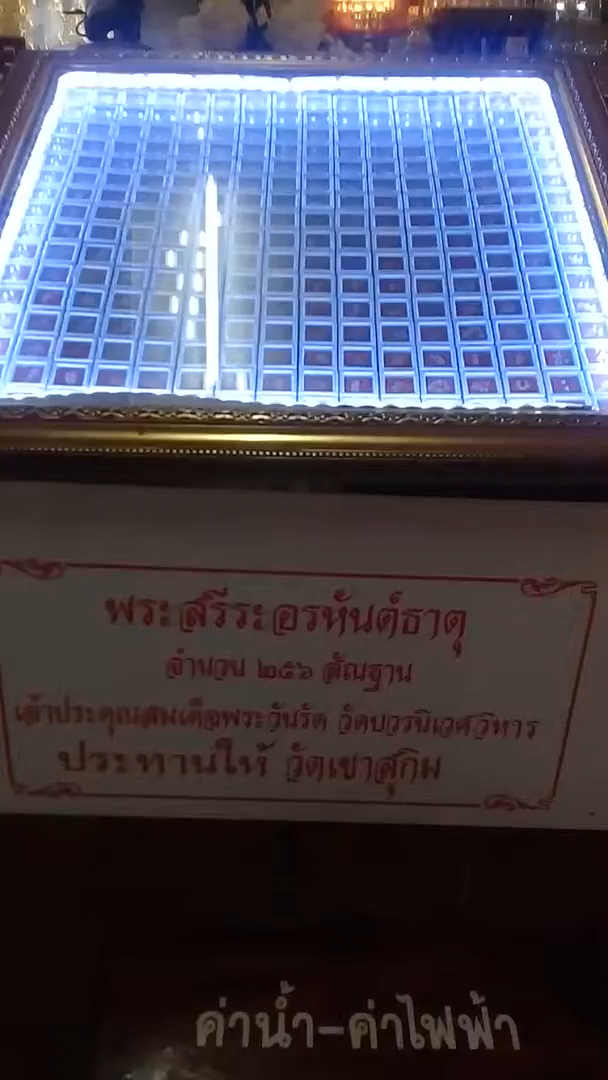 พระสรีระอรหันต์ธาตุ
จำนวน ๒๕๖ สัณฐาน
เจ้าประคุณสมเด็จพระวันรัต วัดบวรนิเวศวิหาร
ประทานให้ วัดเขาสุกิม
ค่าน้ำ-ค่าไฟฟ้า